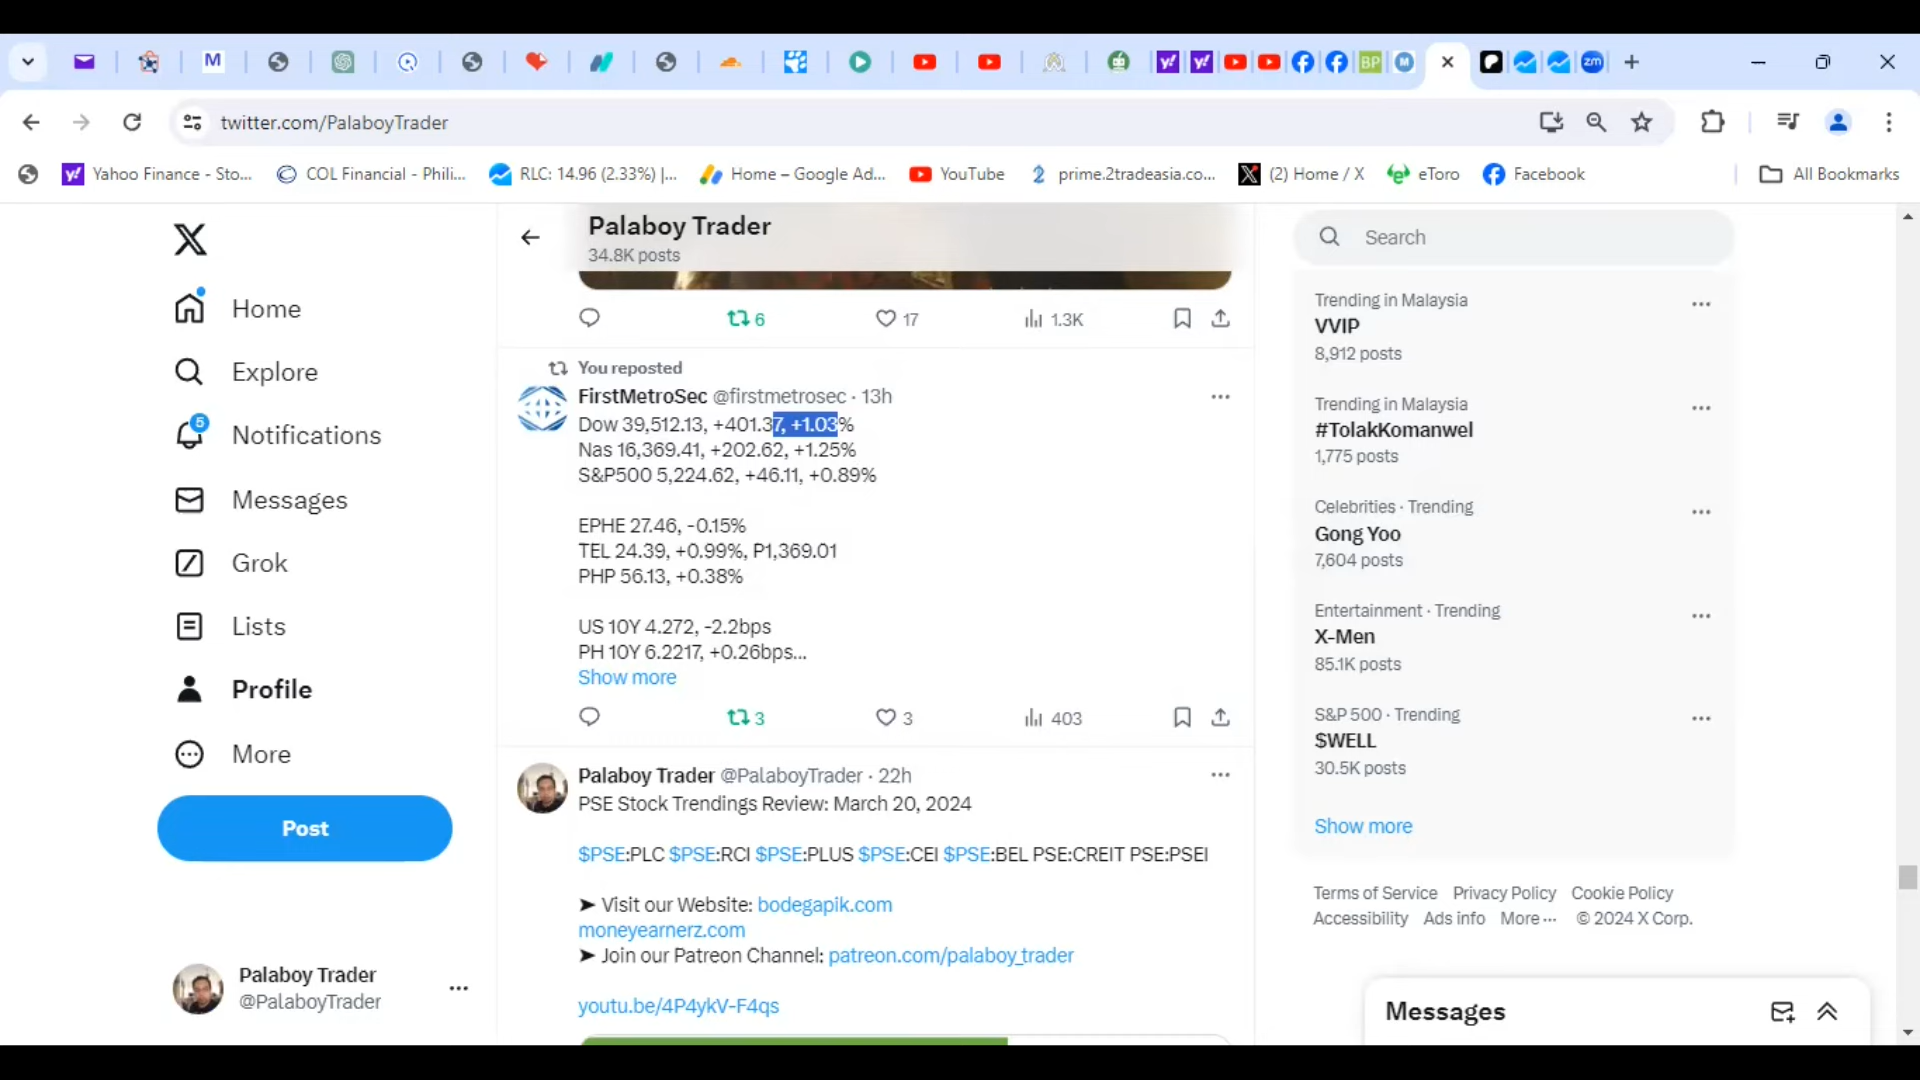 twitter.com/PalaboyTrader
Yahoo Finance - Sto...
COL Financial - Phili...
RLC: 14.96 (2.33%) |...
Home – Google Ad...
YouTube
prime.2tradeasia.co...
(2) Home / X
eToro
Facebook
All Bookmarks
Home
Explore
5
Notifications
Messages
Grok
Lists
Profile
More
Post
Palaboy Trader
@PalaboyTrader
Palaboy Trader
34.8K posts
6 17 1.3K
You reposted
FirstMetroSec @firstmetrosec · 13h
Dow 39,512.13, +401.37, +1.03%
Nas 16,369.41, +202.62, +1.25%
S&P500 5,224.62, +46.11, +0.89%
EPHE 27.46, -0.15%
TEL 24.39, +0.99%, P1,369.01
PHP 56.13, +0.38%
US 10Y 4.272, -2.2bps
PH 10Y 6.2217, +0.26bps...
Show more
3 3 403
Palaboy Trader @PalaboyTrader · 22h
PSE Stock Trendings Review: March 20, 2024
$PSE:PLC $PSE:RCI $PSE:PLUS $PSE:CEI $PSE:BEL PSE:CREIT PSE:PSEI
➤ Visit our Website: bodegapik.com
moneyearnerz.com
➤ Join our Patreon Channel: patreon.com/palaboy_trader
youtu.be/4P4ykV-F4qs
Search
Trending in Malaysia
VVIP
8,912 posts
Trending in Malaysia
#TolakKomanwel
1,775 posts
Celebrities · Trending
Gong Yoo
7,604 posts
Entertainment · Trending
X-Men
85.1K posts
S&P 500 · Trending
$WELL
30.5K posts
Show more
Terms of Service Privacy Policy Cookie Policy
Accessibility Ads info More ··· © 2024 X Corp.
Messages